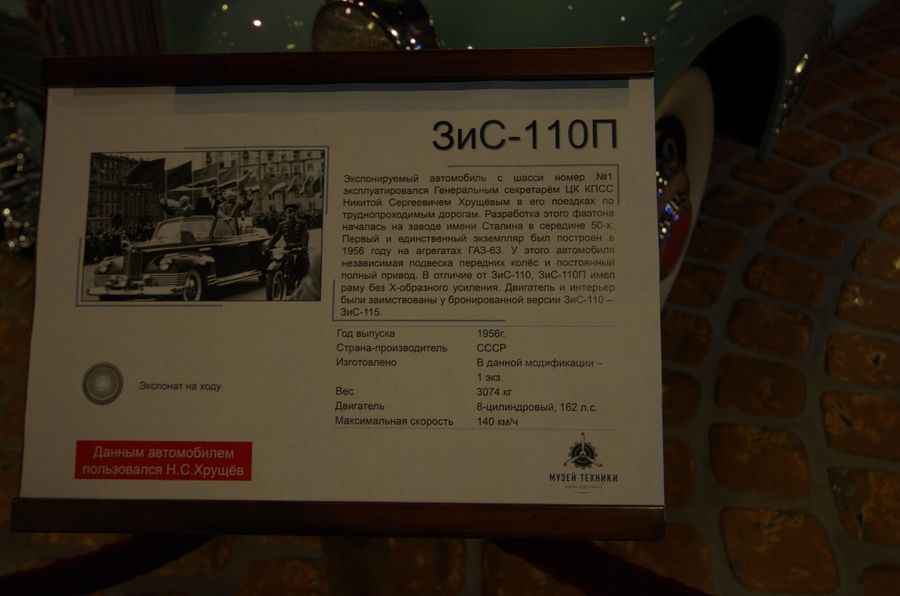 ЗиС-110П
Экспонируемый автомобиль с шасси номер №1
эксплуатировался Генеральным секретарём ЦК КПСС
Никитой Сергеевичем Хрущёвым в его поездках по
труднопроходимым дорогам. Разработка этого фаэтона
началась на заводе имени Сталина в середине 50-х.
Первый и единственный экземпляр был построен в
1956 году на агрегатах ГАЗ-63. У этого автомобиля
независимая подвеска передних колёс и постоянный
полный привод. В отличие от ЗиС-110, ЗиС-110П имел
раму без Х-образного усиления. Двигатель и интерьер
были заимствованы у бронированной версии ЗиС-110 –
ЗиС-115.
Год выпуска 1956г.
Страна-производитель СССР
Изготовлено В данной модификации –
1 экз.
Вес 3074 кг
Двигатель 8-цилиндровый, 162 л.с.
Максимальная скорость 140 км/ч
Экспонат на ходу
Данным автомобилем
пользовался Н.С.Хрущёв
МУЗЕЙ ТЕХНИКИ